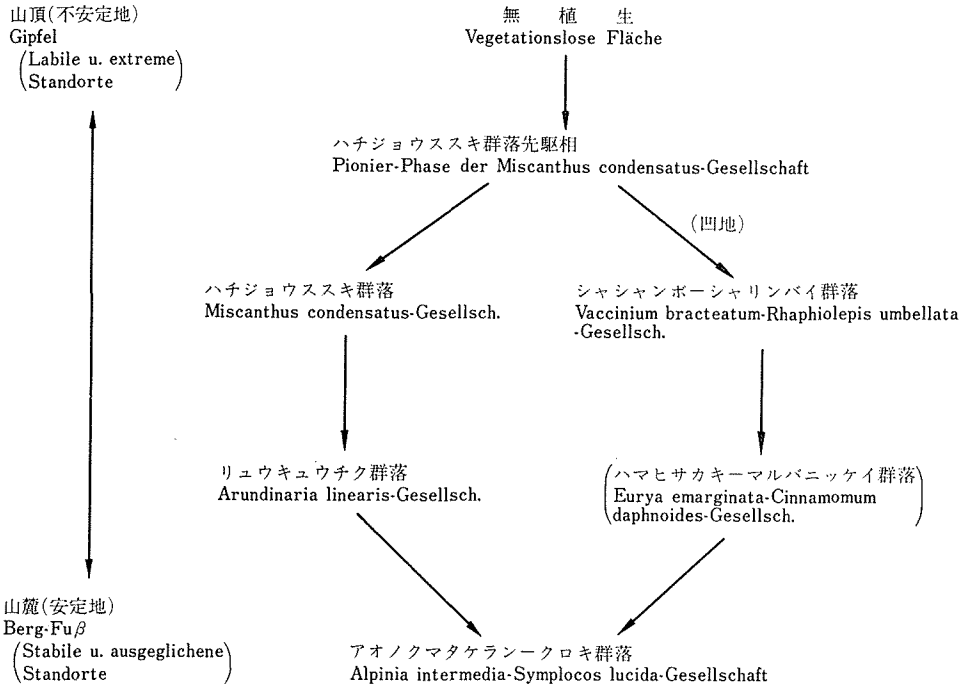 山頂(不安定地)
Gipfel
(Labile u. extreme
Standorte)
無植生
Vegetationslose Fläche
ハチジョウススキ群落先駆相
Pionier-Phase der Miscanthus condensatus-Gesellschaft
(凹地)
ハチジョウススキ群落
Miscanthus condensatus-Gesellsch.
シャシャンボーシャリンバイ群落
Vaccinium bracteatum-Rhaphiolepis umbellata
-Gesellsch.
リュウキュウチク群落
Arundinaria linearis-Gesellsch.
(ハマヒサカキーマルバニッケイ群落
Eurya emarginata-Cinnamomum
daphnoides-Gesellsch.)
山麓(安定地)
Berg-Fuβ
(Stabile u. ausgeglichene
Standorte)
アオノクマタケランークロキ群落
Alpinia intermedia-Symplocos lucida-Gesellschaft